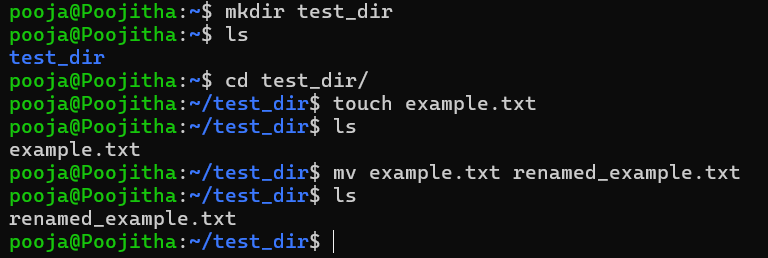 pooja@Poojitha:~$ mkdir test_dir
pooja@Poojitha:~$ ls
test_dir
pooja@Poojitha:~$ cd test_dir/
pooja@Poojitha:~/test_dir$ touch example.txt
pooja@Poojitha:~/test_dir$ ls
example.txt
pooja@Poojitha:~/test_dir$ mv example.txt renamed_example.txt
pooja@Poojitha:~/test_dir$ ls
renamed_example.txt
pooja@Poojitha:~/test_dir$